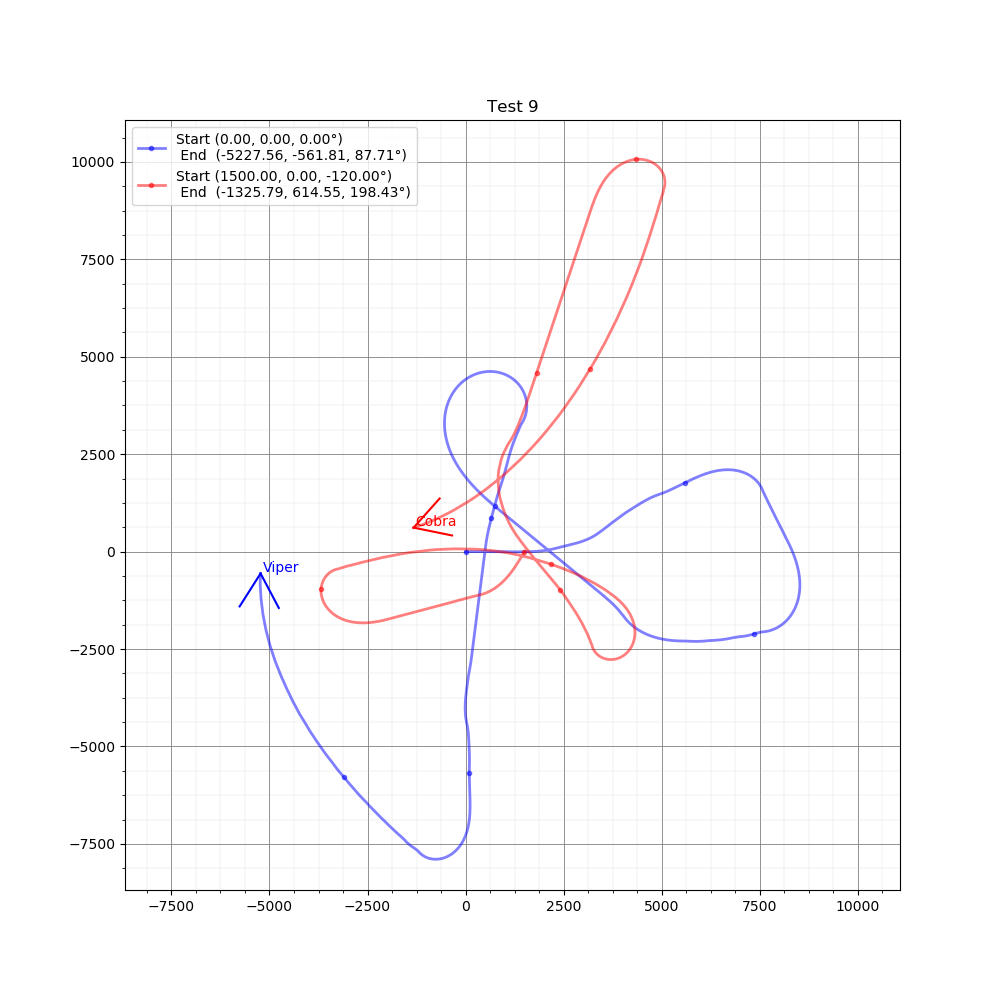 Test 9
Start (0.00, 0.00, 0.00°)
End (-5227.56, -561.81, 87.71°)
Start (1500.00, 0.00, -120.00°)
End (-1325.79, 614.55, 198.43°)
10000
7500
5000
2500
0
−2500
−5000
−7500
Cobra
Viper
−7500 −5000 −2500 0 2500 5000 7500 10000